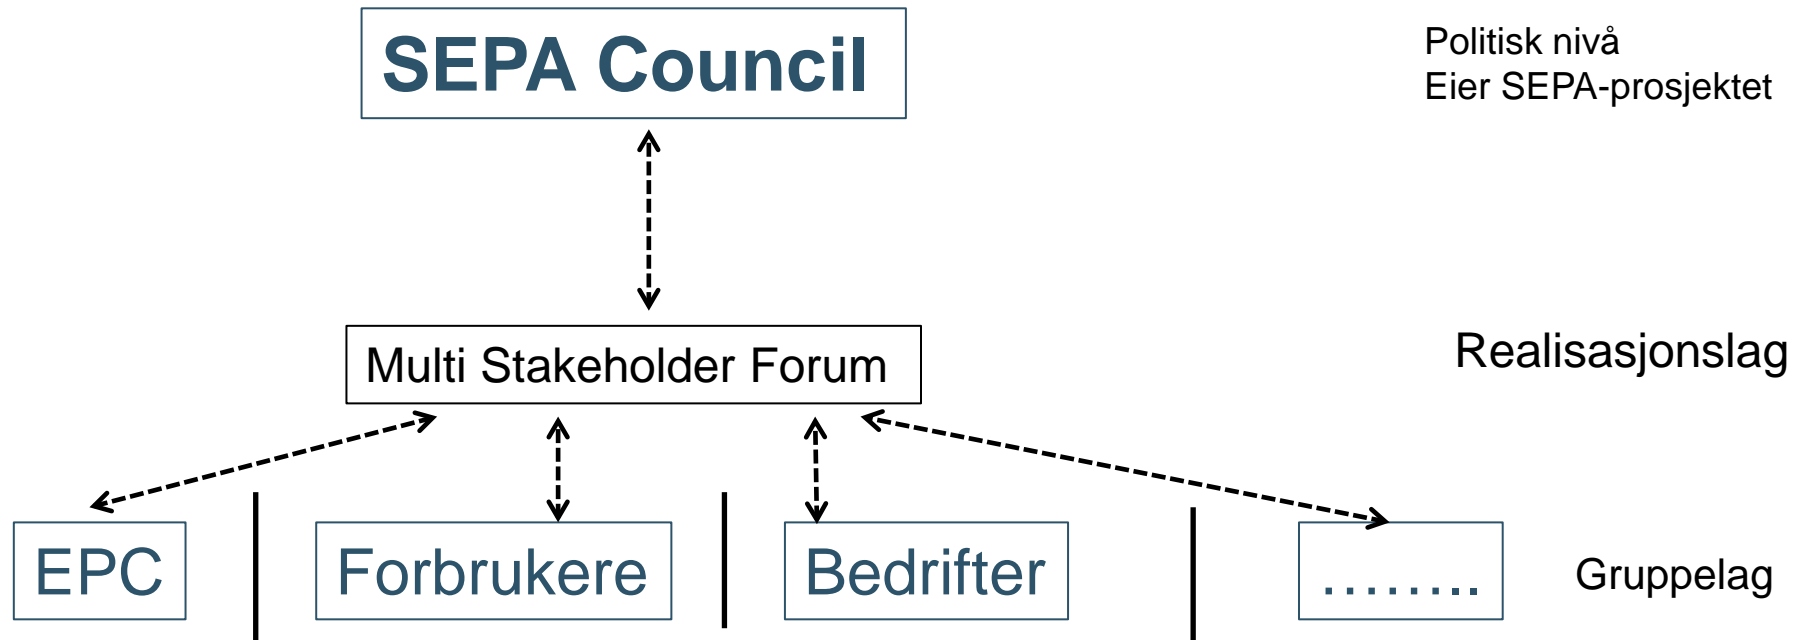 SEPA Council
Politisk nivå
Eier SEPA-prosjektet
Multi Stakeholder Forum
Realisasjonslag
EPC
Forbrukere
Bedrifter
........
Gruppelag